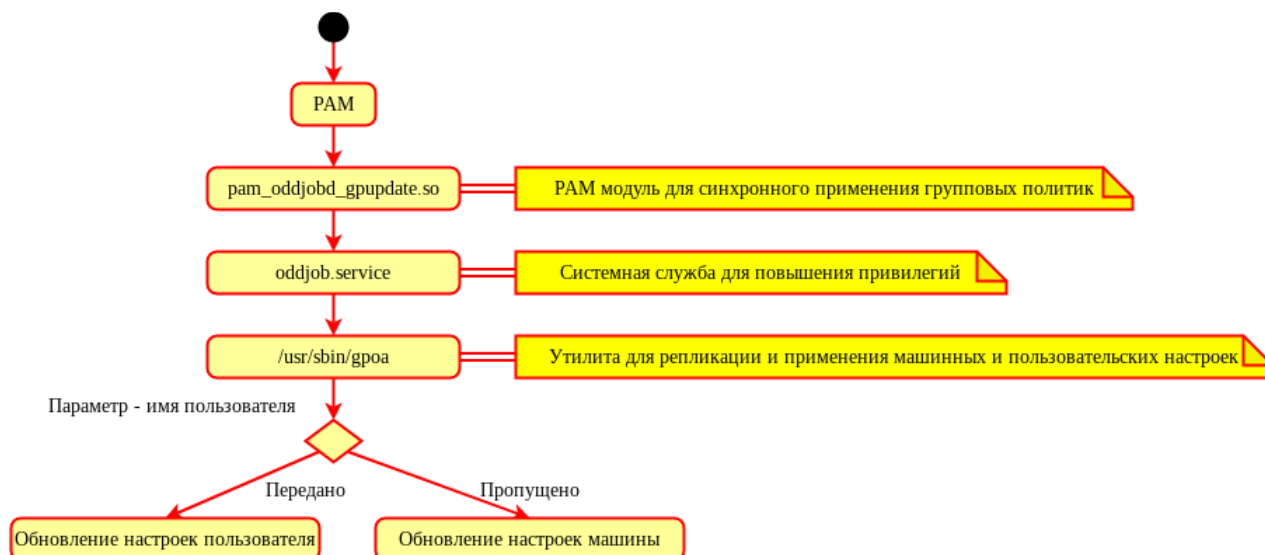 PAM
pam_oddjobd_gpupdate.so
PAM модуль для синхронного применения групповых политик
oddjob.service
Системная служба для повышения привилегий
/usr/sbin/gpoa
Утилита для репликации и применения машинных и пользовательских настроек
Параметр - имя пользователя
Передано
Пропущено
Обновление настроек пользователя
Обновление настроек машины